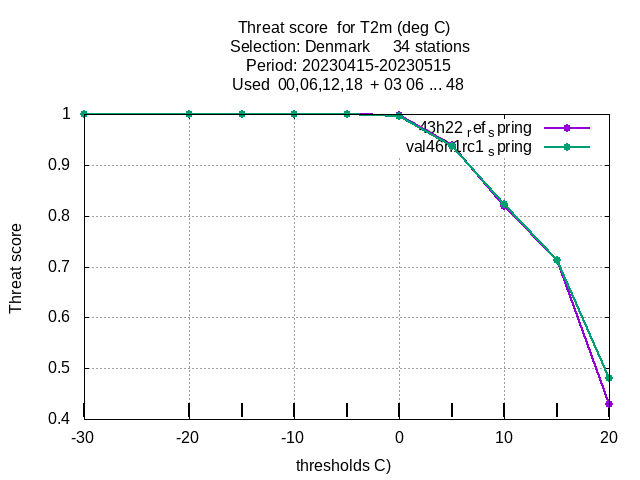 Threat score for T2m (deg C)
Selection: Denmark 34 stations
Period: 20230415-20230515
Used 00,06,12,18 + 03 06 ... 48
43h22 ref spring
val46h1rc1 spring
1
0.9
0.8
0.7
0.6
0.5
0.4
Threat score
-30 -20 -10 0 10 20
thresholds C)